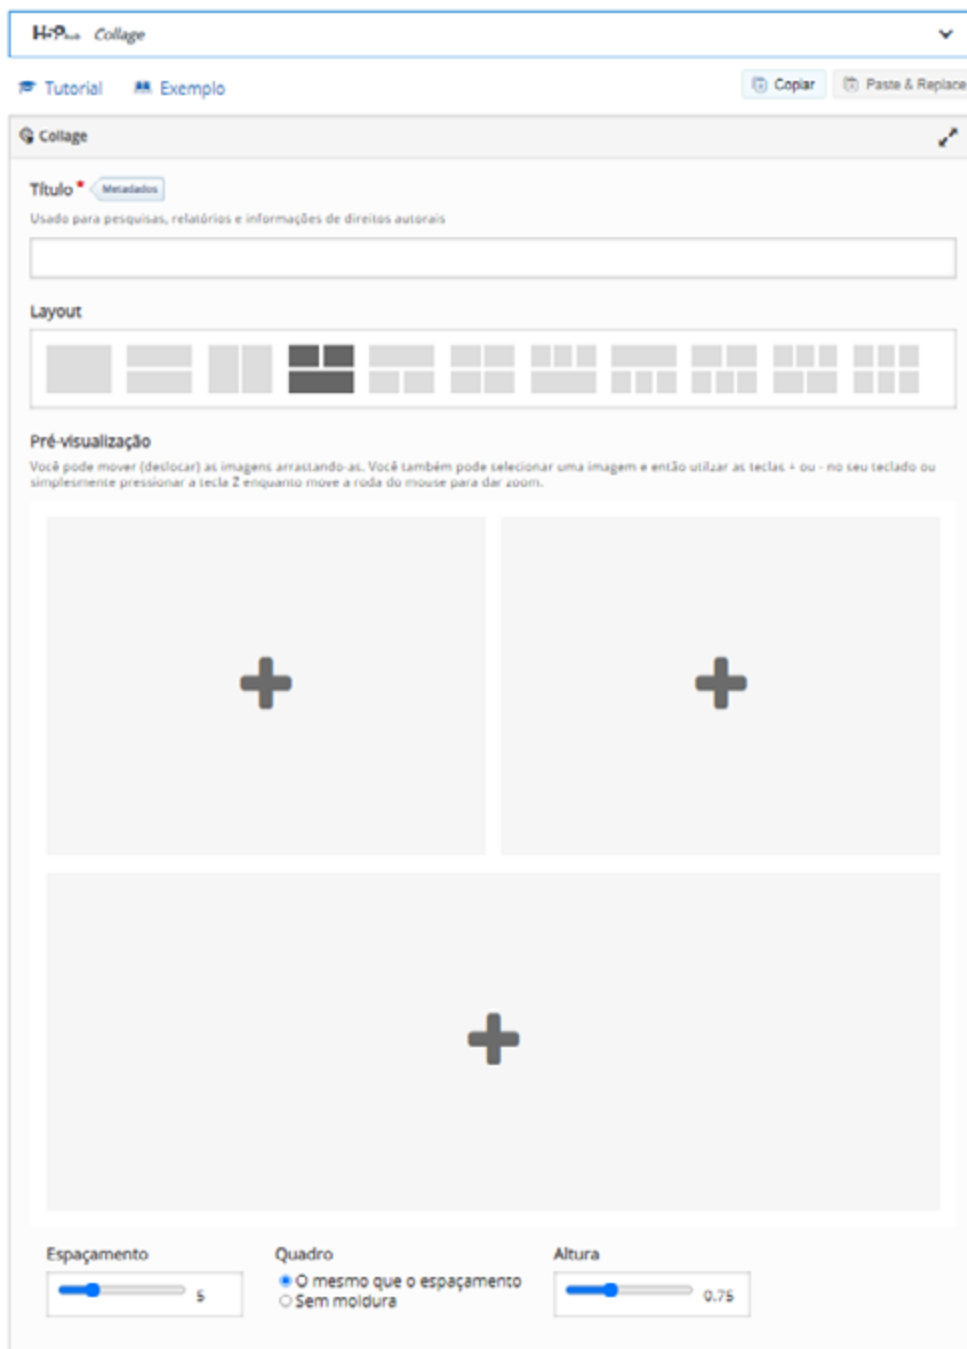 H5P Collage
Tutorial Exemplo Copiar Paste & Replace
Collage
Título * Metadados
Usado para pesquisas, relatórios e informações de direitos autorais
Layout
Pré-visualização
Você pode mover (deslocar) as imagens arrastando-as. Você também pode selecionar uma imagem e então utilzar as teclas + ou - no seu teclado ou
simplesmente pressionar a tecla Z enquanto move a roda do mouse para dar zoom.
Espaçamento Quadro Altura
5 O mesmo que o espaçamento 0.75
Sem moldura